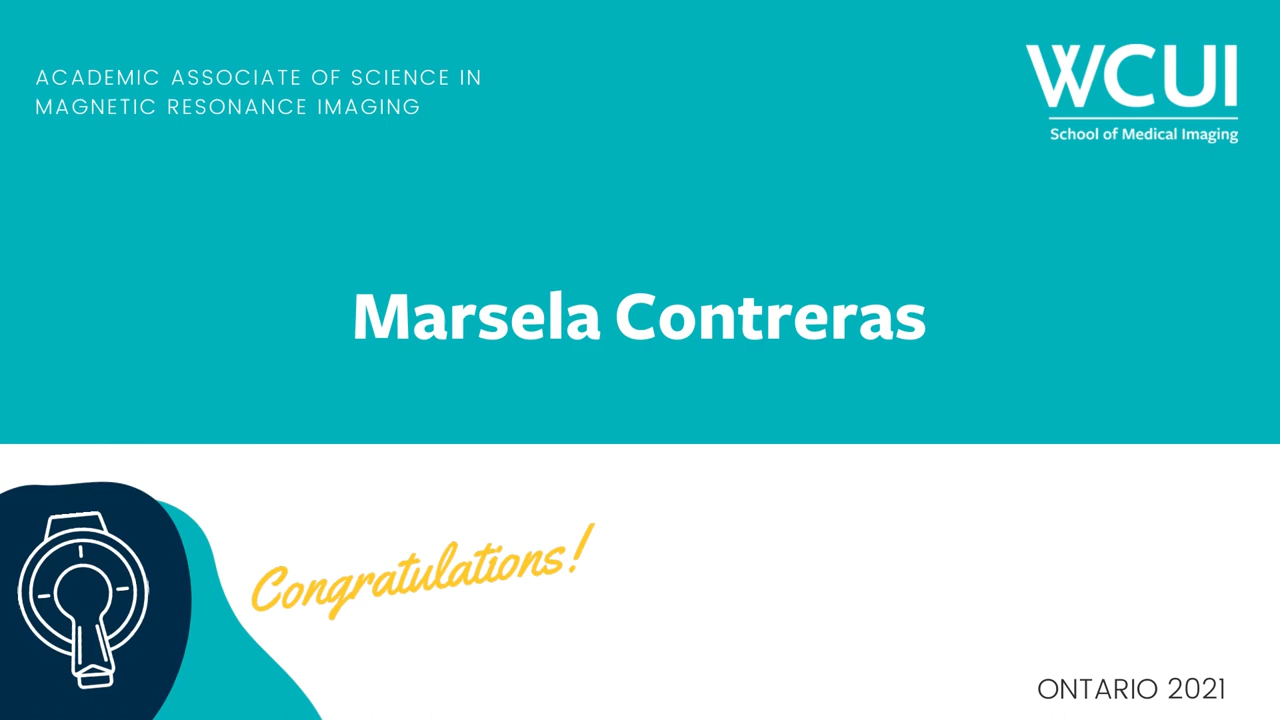 ACADEMIC ASSOCIATE OF SCIENCE IN
MAGNETIC RESONANCE IMAGING
WCUI
School of Medical Imaging
Marsela Contreras
Congratulations!
ONTARIO 2021